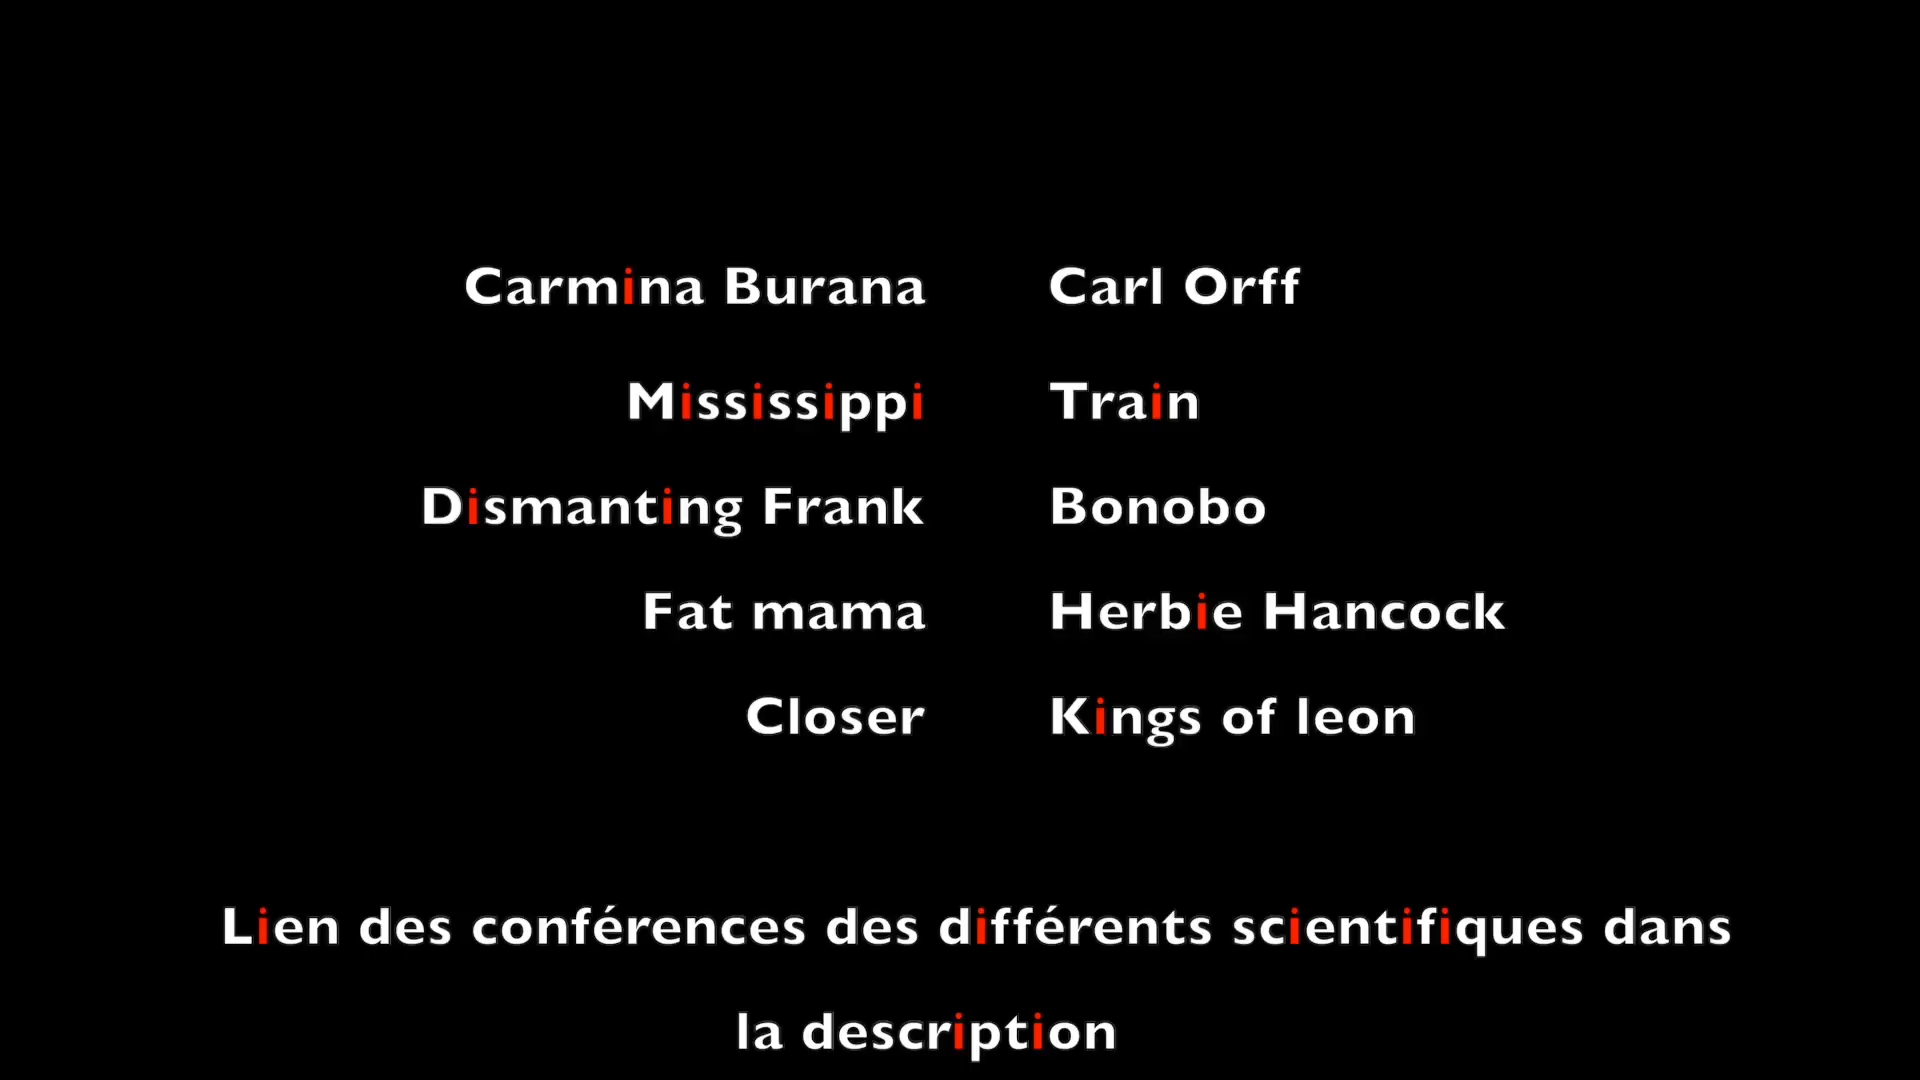 Carmina Burana Carl Orff
Mississippi Train
Dismanting Frank Bonobo
Fat mama Herbie Hancock
Closer Kings of leon
Lien des conférences des différents scientifiques dans
la description